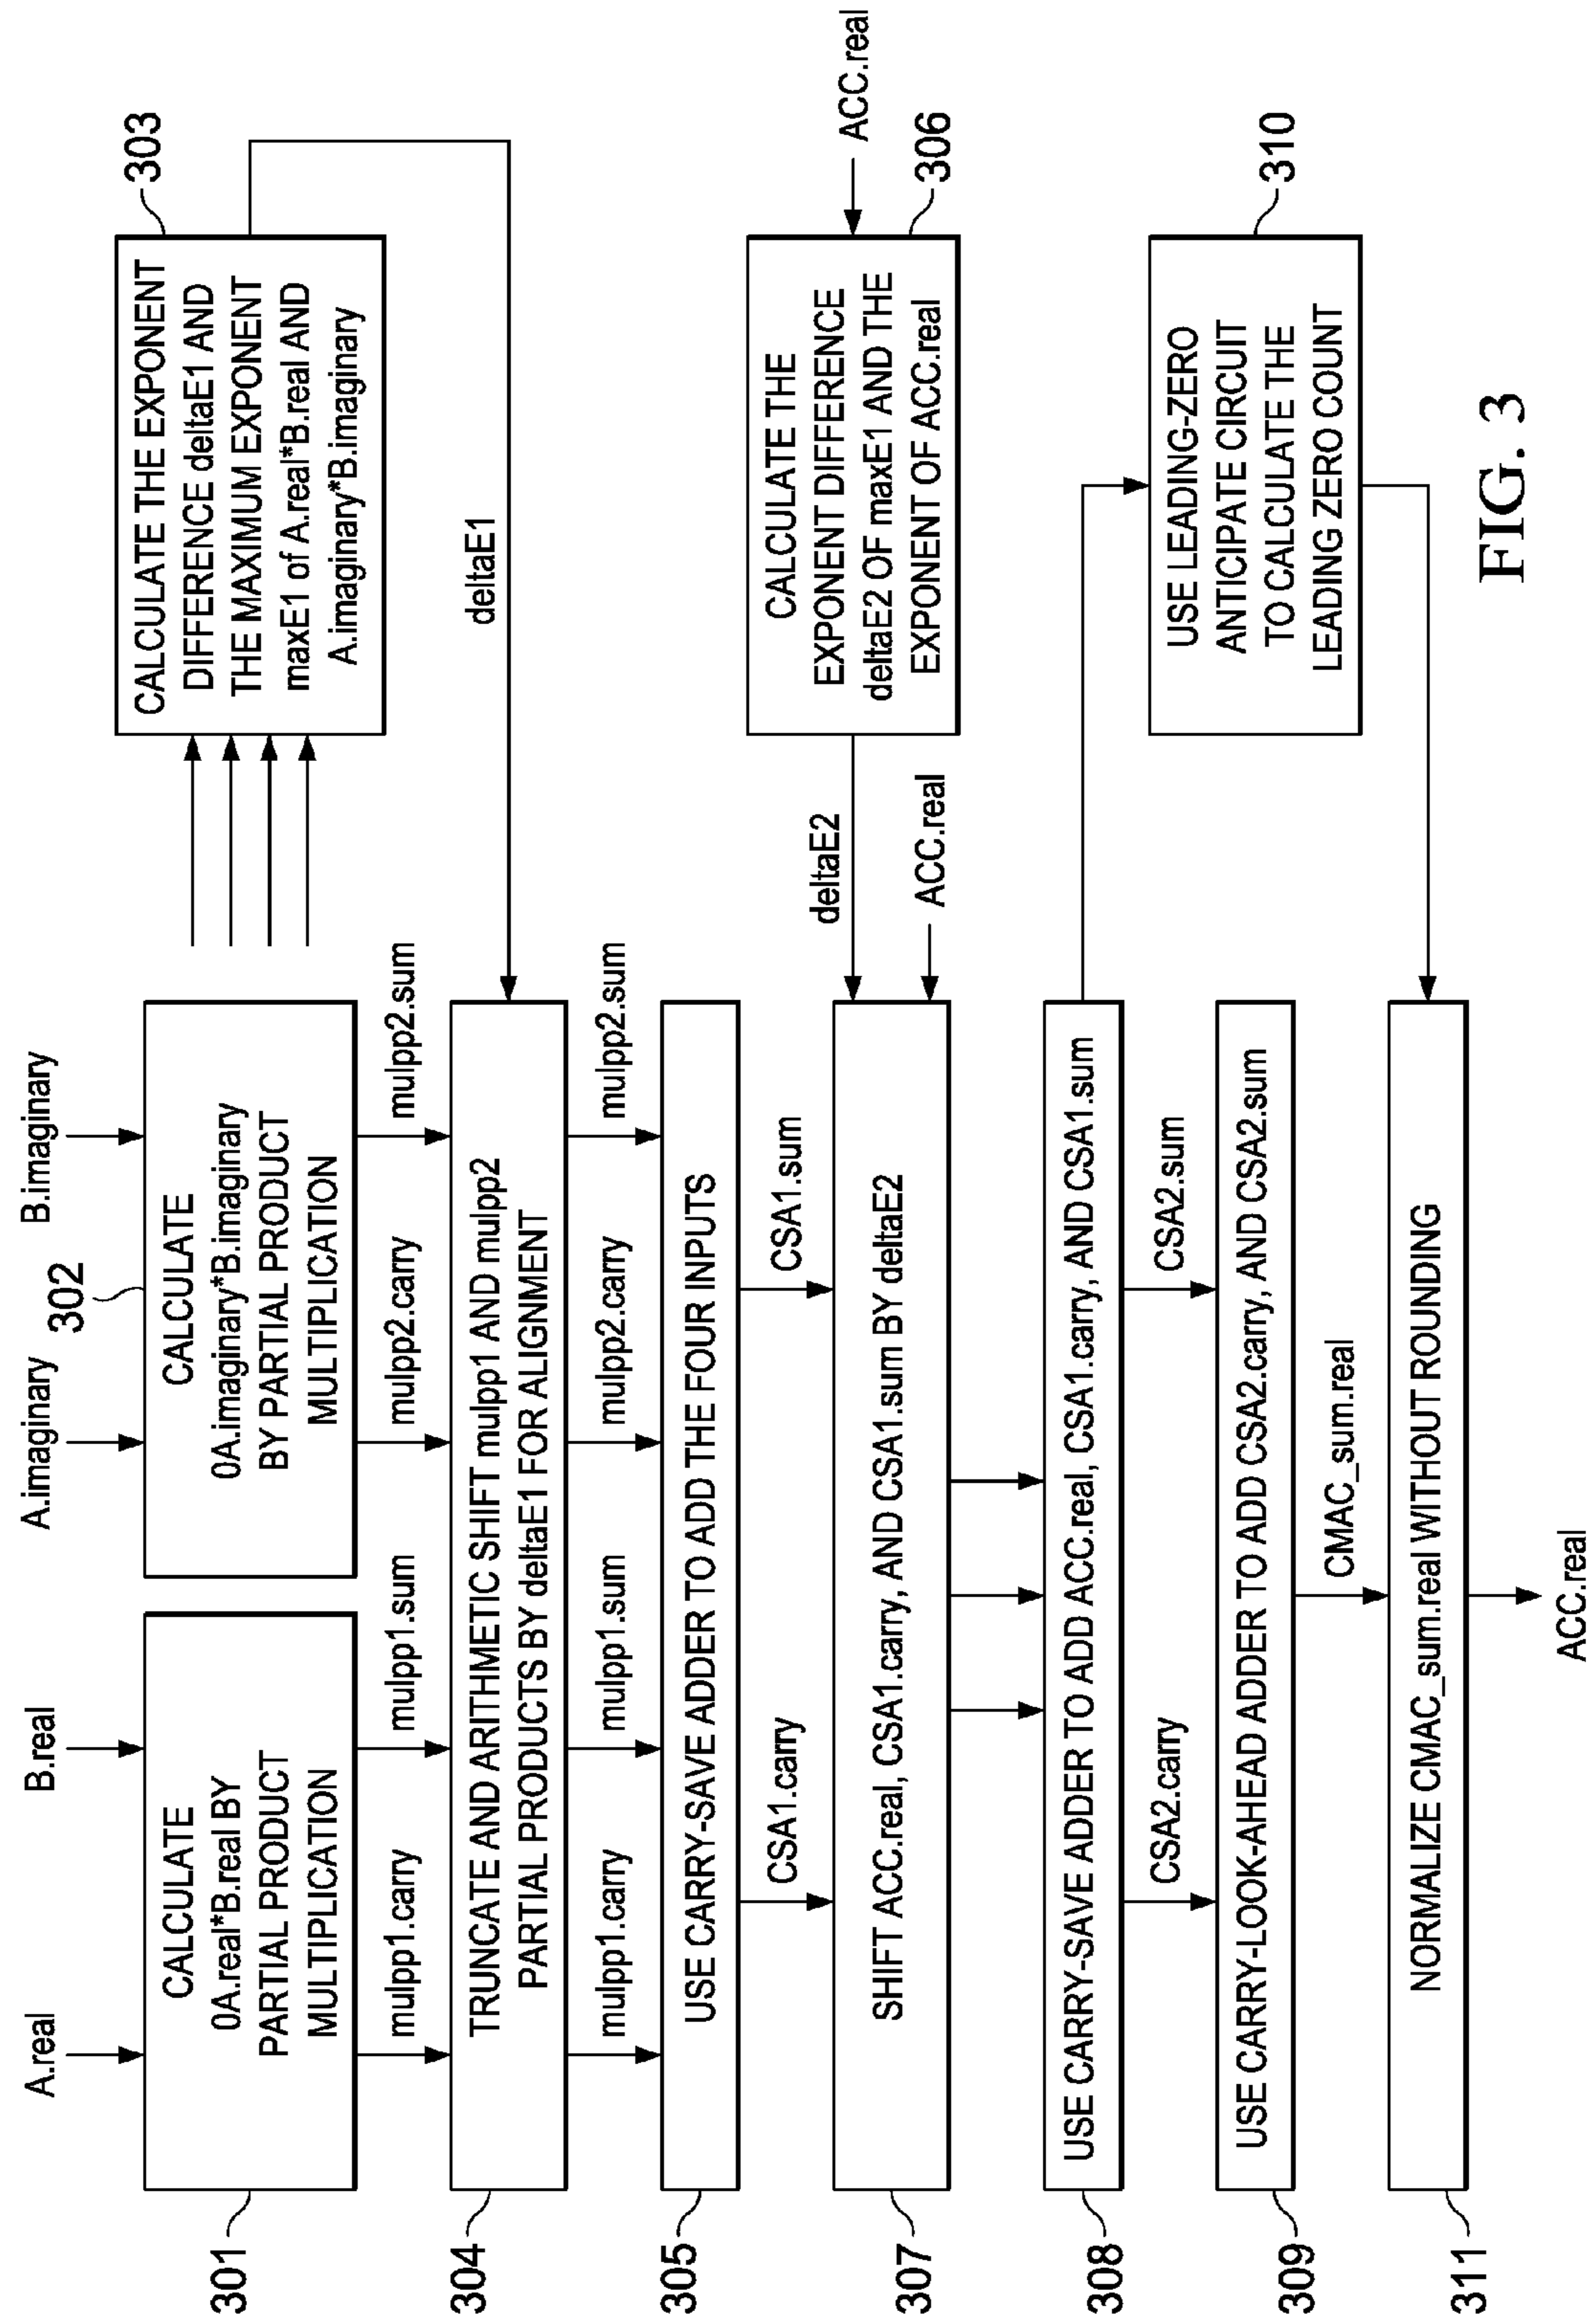 A.real
B.real
A.imaginary
B.imaginary
302
301
CALCULATE
0A.real*B.real BY
PARTIAL PRODUCT
MULTIPLICATION
CALCULATE
0A.imaginary*B.imaginary
BY PARTIAL PRODUCT
MULTIPLICATION
303
CALCULATE THE EXPONENT
DIFFERENCE deltaE1 AND
THE MAXIMUM EXPONENT
maxE1 of A.real*B.real AND
A.imaginary*B.imaginary
mulpp1.carry
mulpp1.sum
mulpp2.carry
mulpp2.sum
deltaE1
304
TRUNCATE AND ARITHMETIC SHIFT mulpp1 AND mulpp2
PARTIAL PRODUCTS BY deltaE1 FOR ALIGNMENT
mulpp1.carry
mulpp1.sum
mulpp2.carry
mulpp2.sum
305
USE CARRY-SAVE ADDER TO ADD THE FOUR INPUTS
CSA1.carry
CSA1.sum
CALCULATE THE
EXPONENT DIFFERENCE
deltaE2 OF maxE1 AND THE
EXPONENT OF ACC.real
ACC.real
306
deltaE2
ACC.real
307
SHIFT ACC.real, CSA1.carry, AND CSA1.sum BY deltaE2
308
USE CARRY-SAVE ADDER TO ADD ACC.real, CSA1.carry, AND CSA1.sum
CSA2.carry
CSA2.sum
310
USE LEADING-ZERO
ANTICIPATE CIRCUIT
TO CALCULATE THE
LEADING ZERO COUNT
309
USE CARRY-LOOK-AHEAD ADDER TO ADD CSA2.carry, AND CSA2.sum
CMAC_sum.real
311
NORMALIZE CMAC_sum.real WITHOUT ROUNDING
ACC.real
FIG. 3